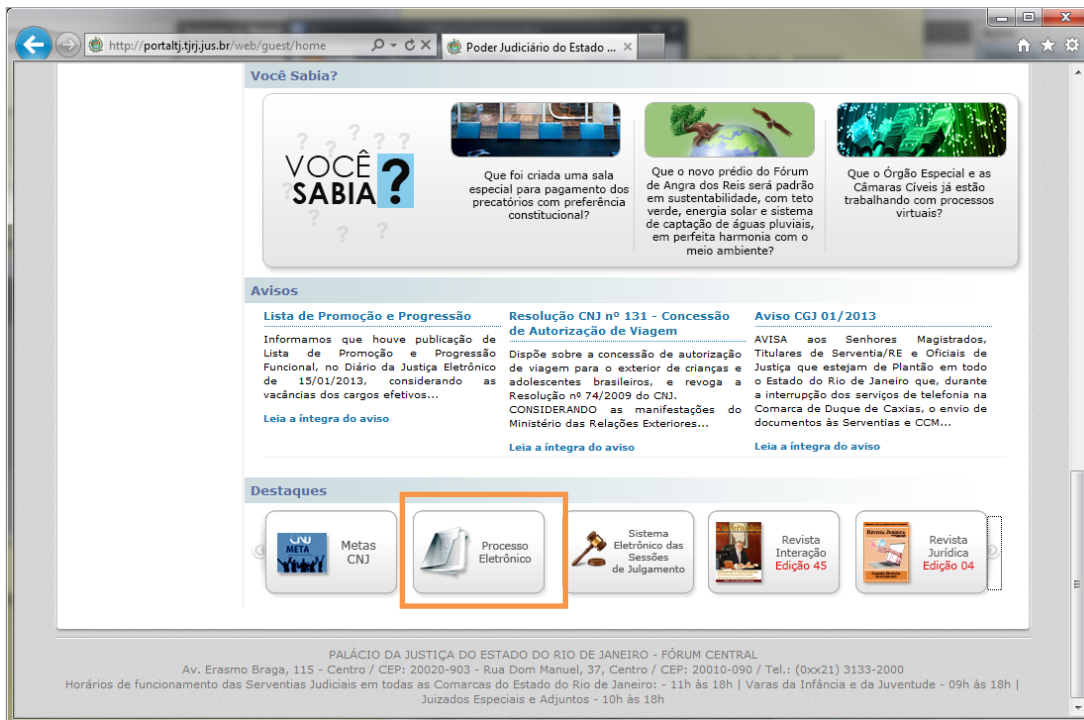 http://portaltj.tjrj.jus.br/web/guest/home
Poder Judiciário do Estado ...
Você Sabia?
VOCÊ
SABIA?
Que foi criada uma sala
especial para pagamento dos
precatórios com preferência
constitucional?
Que o novo prédio do Fórum
de Angra dos Reis será padrão
em sustentabilidade, com teto
verde, energia solar e sistema
de captação de águas pluviais,
em perfeita harmonia com o
meio ambiente?
Que o Órgão Especial e as
Câmaras Cíveis já estão
trabalhando com processos
virtuais?
Avisos
Lista de Promoção e Progressão
Informamos que houve publicação de
Lista de Promoção e Progressão
Funcional, no Diário da Justiça Eletrônico
de 15/01/2013, considerando as
vacâncias dos cargos efetivos...
Leia a íntegra do aviso
Resolução CNJ nº 131 - Concessão
de Autorização de Viagem
Dispõe sobre a concessão de autorização
de viagem para o exterior de crianças e
adolescentes brasileiros, e revoga a
Resolução nº 74/2009 do CNJ.
CONSIDERANDO as manifestações do
Ministério das Relações Exteriores...
Leia a íntegra do aviso
Aviso CGJ 01/2013
AVISA aos Senhores Magistrados,
Titulares de Serventia/RE e Oficiais de
Justiça que estejam de Plantão em todo
o Estado do Rio de Janeiro que, durante
a interrupção dos serviços de telefonia na
Comarca de Duque de Caxias, o envio de
documentos às Serventias e CCM...
Leia a íntegra do aviso
Destaques
CNJ
META
Metas
CNJ
Processo
Eletrônico
Sistema
Eletrônico das
Sessões
de Julgamento
Revista
Interação
Edição 45
Revista Jurídica
Revista
Jurídica
Edição 04
PALÁCIO DA JUSTIÇA DO ESTADO DO RIO DE JANEIRO - FÓRUM CENTRAL
Av. Erasmo Braga, 115 - Centro / CEP: 20020-903 - Rua Dom Manuel, 37, Centro / CEP: 20010-090 / Tel.: (0xx21) 3133-2000
Horários de funcionamento das Serventias Judiciais em todas as Comarcas do Estado do Rio de Janeiro: - 11h às 18h | Varas da Infância e da Juventude - 09h às 18h |
Juizados Especiais e Adjuntos - 10h às 18h